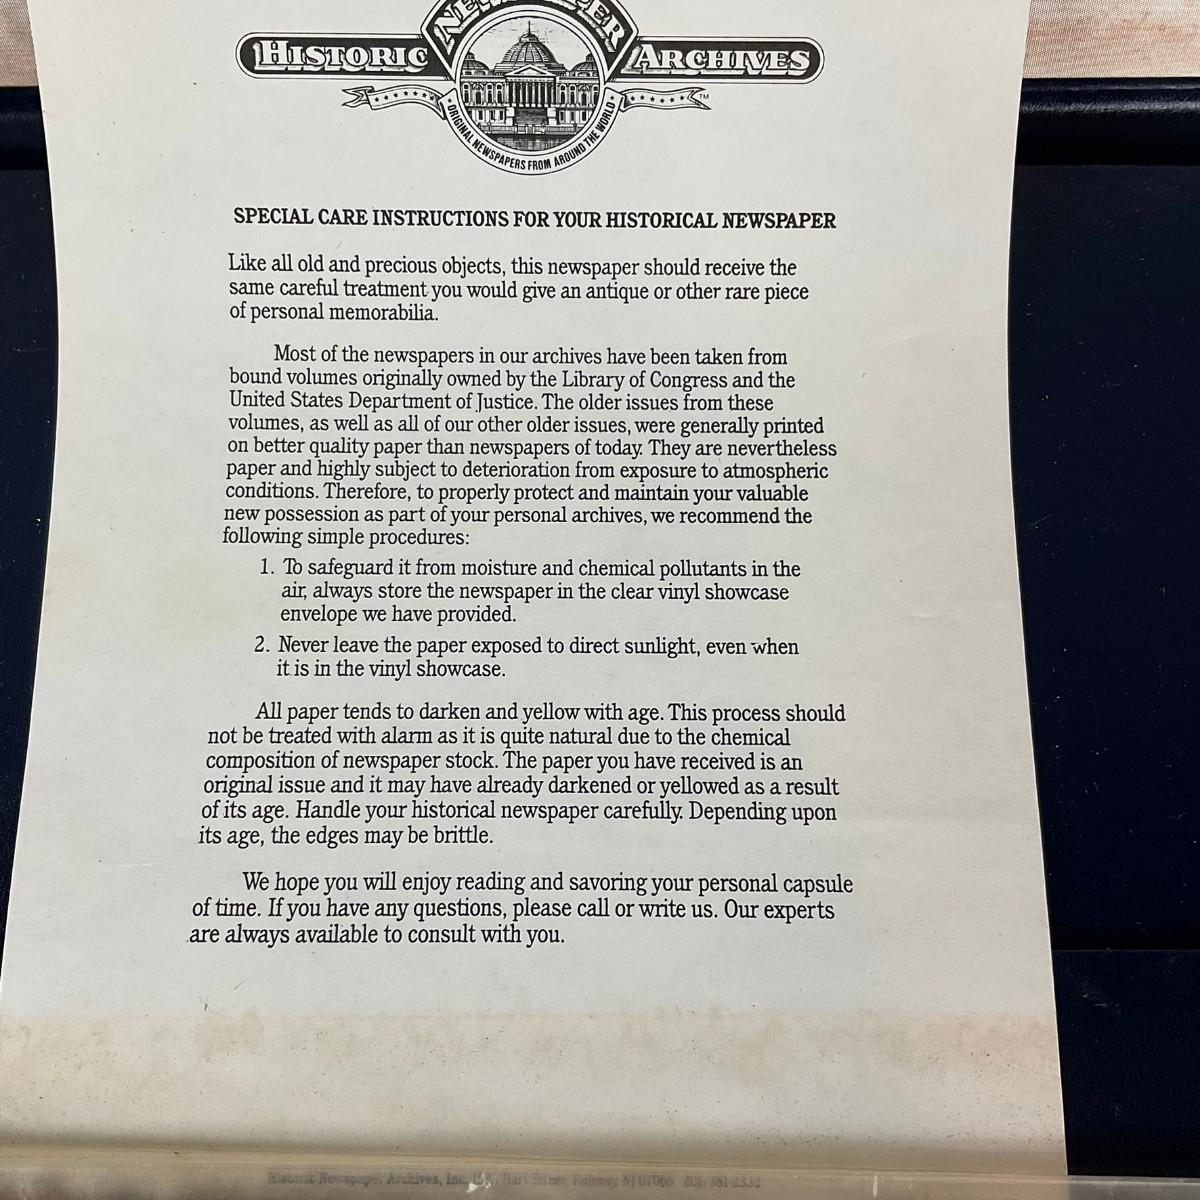 NEWSPAPER
HISTORIC ARCHIVES
TM
• ORIGINAL NEWSPAPERS FROM AROUND THE WORLD •
SPECIAL CARE INSTRUCTIONS FOR YOUR HISTORICAL NEWSPAPER
Like all old and precious objects, this newspaper should receive the
same careful treatment you would give an antique or other rare piece
of personal memorabilia.
Most of the newspapers in our archives have been taken from
bound volumes originally owned by the Library of Congress and the
United States Department of Justice. The older issues from these
volumes, as well as all of our other older issues, were generally printed
on better quality paper than newspapers of today. They are nevertheless
paper and highly subject to deterioration from exposure to atmospheric
conditions. Therefore, to properly protect and maintain your valuable
new possession as part of your personal archives, we recommend the
following simple procedures:
1. To safeguard it from moisture and chemical pollutants in the
air, always store the newspaper in the clear vinyl showcase
envelope we have provided.
2. Never leave the paper exposed to direct sunlight, even when
it is in the vinyl showcase.
All paper tends to darken and yellow with age. This process should
not be treated with alarm as it is quite natural due to the chemical
composition of newspaper stock. The paper you have received is an
original issue and it may have already darkened or yellowed as a result
of its age. Handle your historical newspaper carefully. Depending upon
its age, the edges may be brittle.
We hope you will enjoy reading and savoring your personal capsule
of time. If you have any questions, please call or write us. Our experts
are always available to consult with you.
Historic Newspaper Archives, Inc. Hart Street, Rahway, NJ 07065